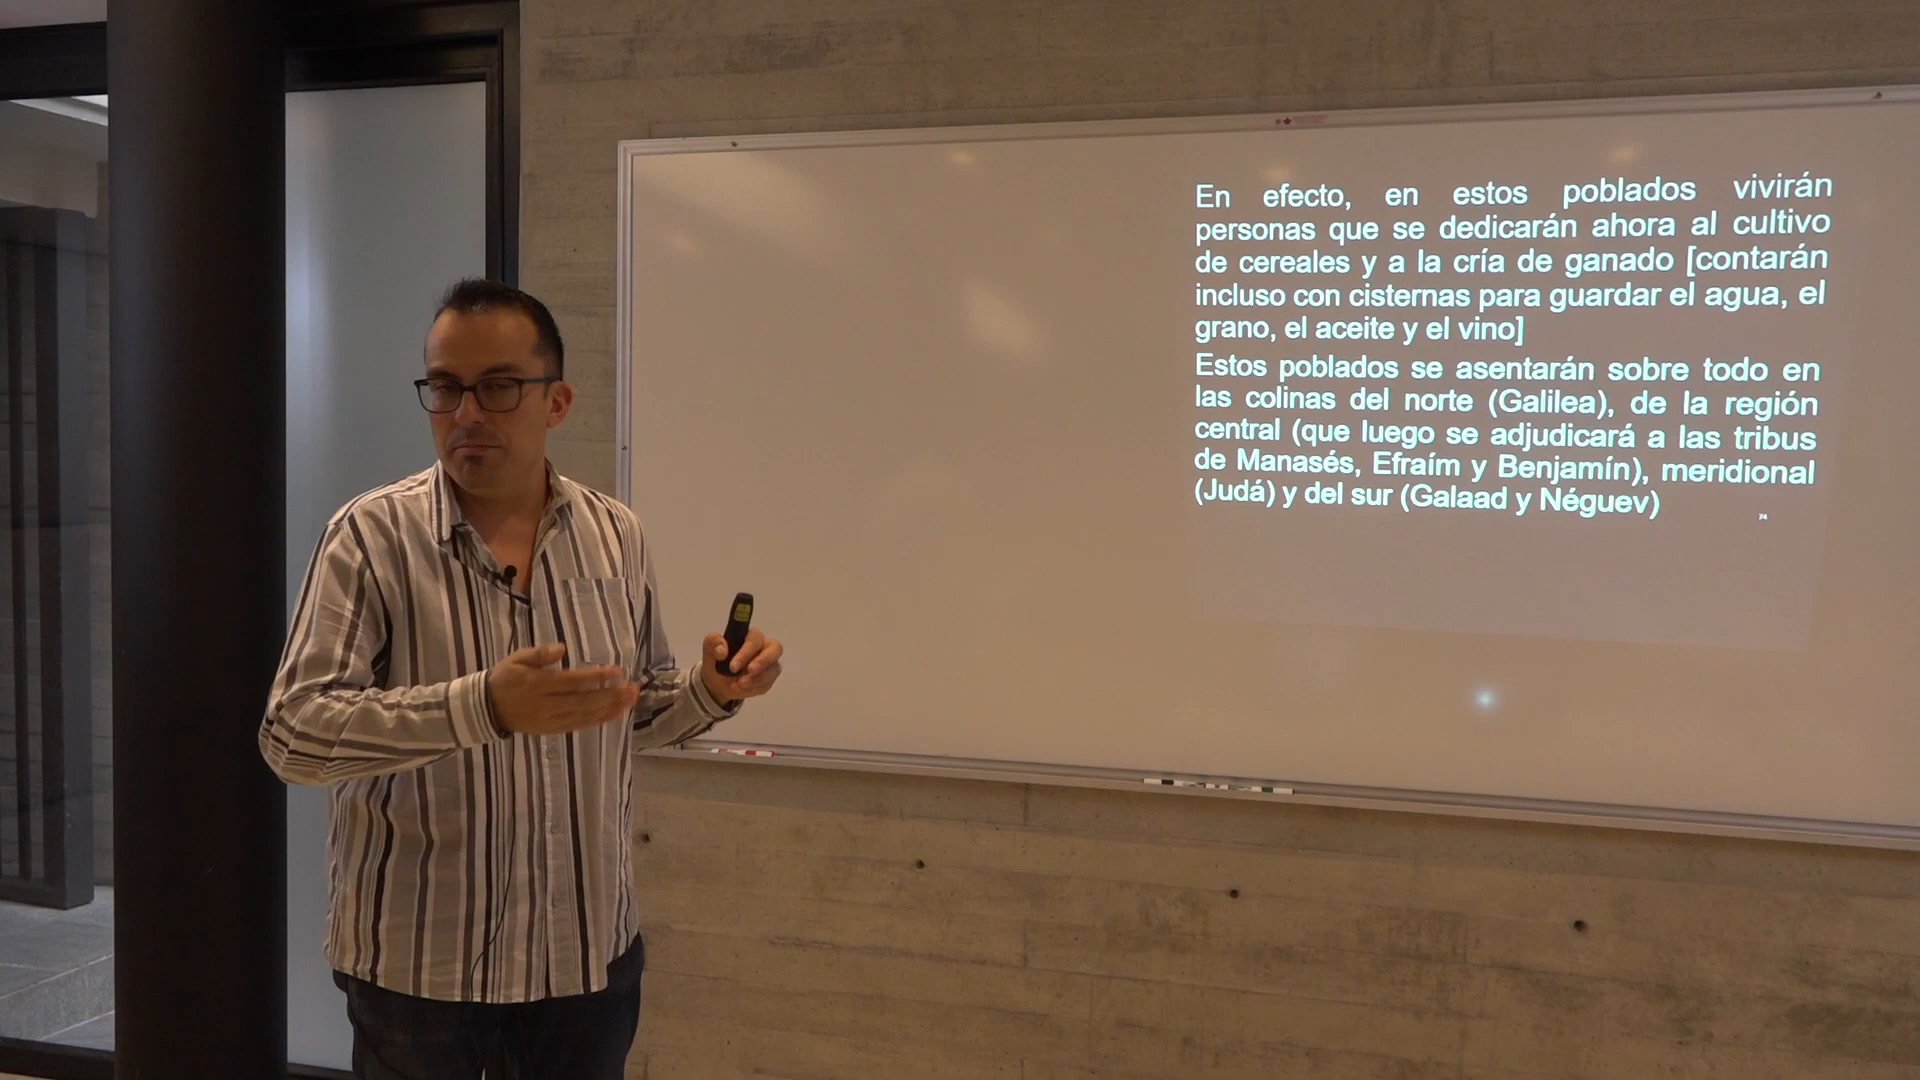 En efecto, en estos poblados vivirán
personas que se dedicarán ahora al cultivo
de cereales y a la cría de ganado [contarán
incluso con cisternas para guardar el agua, el
grano, el aceite y el vino]
Estos poblados se asentarán sobre todo en
las colinas del norte (Galilea), de la región
central (que luego se adjudicará a las tribus
de Manasés, Efraím y Benjamín), meridional
(Judá) y del sur (Galaad y Néguev)
74